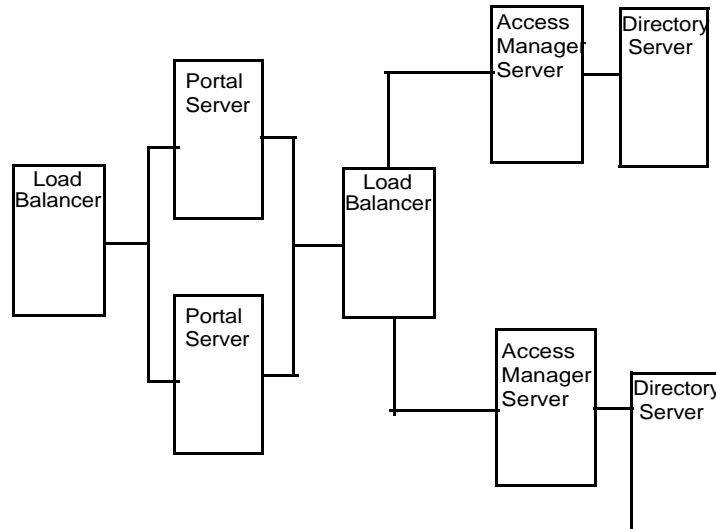 Load
Balancer
Portal
Server
Portal
Server
Load
Balancer
Access
Manager
Server
Directory
Server
Access
Manager
Server
Directory
Server